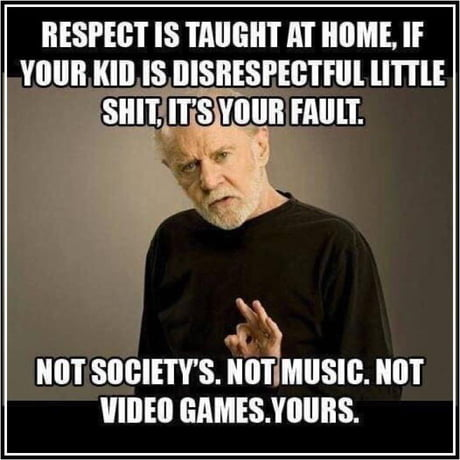 RESPECT IS TAUGHT AT HOME, IF
YOUR KID IS DISRESPECTFUL LITTLE
SHIT, IT'S YOUR FAULT.
NOT SOCIETY'S. NOT MUSIC. NOT
VIDEO GAMES.YOURS.